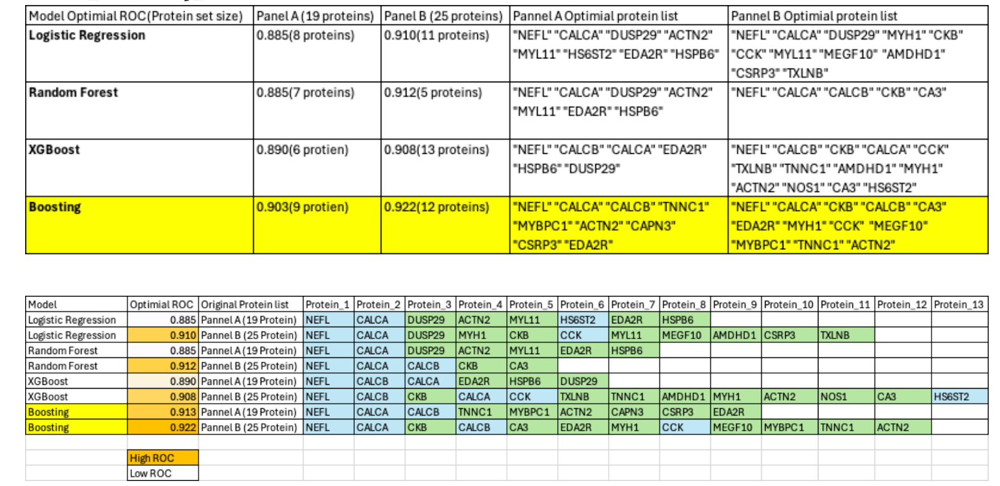 Model Optimial ROC(Protein set size) Panel A (19 proteins) Panel B (25 proteins) Pannel A Optimial protein list Pannel B Optimial protein list
Logistic Regression 0.885(8 proteins) 0.910(11 proteins) "NEFL" "CALCA" "DUSP29" "ACTN2" "NEFL" "CALCA" "DUSP29" "MYH1" "CKB"
"MYL11" "HS6ST2" "EDA2R" "HSPB6" "CCK" "MYL11" "MEGF10" "AMDHD1"
"CSRP3" "TXLNB"
Random Forest 0.885(7 proteins) 0.912(5 proteins) "NEFL" "CALCA" "DUSP29" "ACTN2" "NEFL" "CALCA" "CALCB" "CKB" "CA3"
"MYL11" "EDA2R" "HSPB6"
XGBoost 0.890(6 protien) 0.908(13 proteins) "NEFL" "CALCB" "CALCA" "EDA2R" "NEFL" "CALCB" "CKB" "CALCA" "CCK"
"HSPB6" "DUSP29" "TXLNB" "TNNC1" "AMDHD1" "MYH1"
"ACTN2" "NOS1" "CA3" "HS6ST2"
Boosting 0.903(9 protien) 0.922(12 proteins) "NEFL" "CALCA" "CALCB" "TNNC1" "NEFL" "CALCA" "CKB" "CALCB" "CA3"
"MYBPC1" "ACTN2" "CAPN3" "EDA2R" "MYH1" "CCK" "MEGF10"
"CSRP3" "EDA2R" "MYBPC1" "TNNC1" "ACTN2"
Model Optimial ROC Original Protein list Protein_1 Protein_2 Protein_3 Protein_4 Protein_5 Protein_6 Protein_7 Protein_8 Protein_9 Protein_10 Protein_11 Protein_12 Protein_13
Logistic Regression 0.885 Pannel A (19 Protein) NEFL CALCA DUSP29 ACTN2 MYL11 HS6ST2 EDA2R HSPB6
Logistic Regression 0.910 Pannel B (25 Protein) NEFL CALCA DUSP29 MYH1 CKB CCK MYL11 MEGF10 AMDHD1 CSRP3 TXLNB
Random Forest 0.885 Pannel A (19 Protein) NEFL CALCA DUSP29 ACTN2 MYL11 EDA2R HSPB6
Random Forest 0.912 Pannel B (25 Protein) NEFL CALCA CALCB CKB CA3
XGBoost 0.890 Pannel A (19 Protein) NEFL CALCB CALCA EDA2R HSPB6 DUSP29
XGBoost 0.908 Pannel B (25 Protein) NEFL CALCB CKB CALCA CCK TXLNB TNNC1 AMDHD1 MYH1 ACTN2 NOS1 CA3 HS6ST2
Boosting 0.913 Pannel A (19 Protein) NEFL CALCA CALCB TNNC1 MYBPC1 ACTN2 CAPN3 CSRP3 EDA2R
Boosting 0.922 Pannel B (25 Protein) NEFL CALCA CKB CALCB CA3 EDA2R MYH1 CCK MEGF10 MYBPC1 TNNC1 ACTN2
High ROC
Low ROC